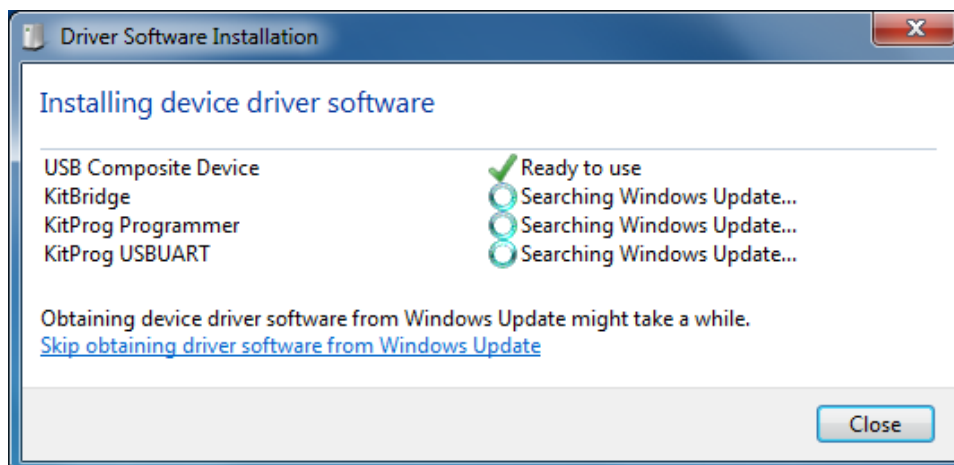 Driver Software Installation
Installing device driver software
USB Composite Device Ready to use
KitBridge Searching Windows Update...
KitProg Programmer Searching Windows Update...
KitProg USBUART Searching Windows Update...
Obtaining device driver software from Windows Update might take a while.
Skip obtaining driver software from Windows Update
Close